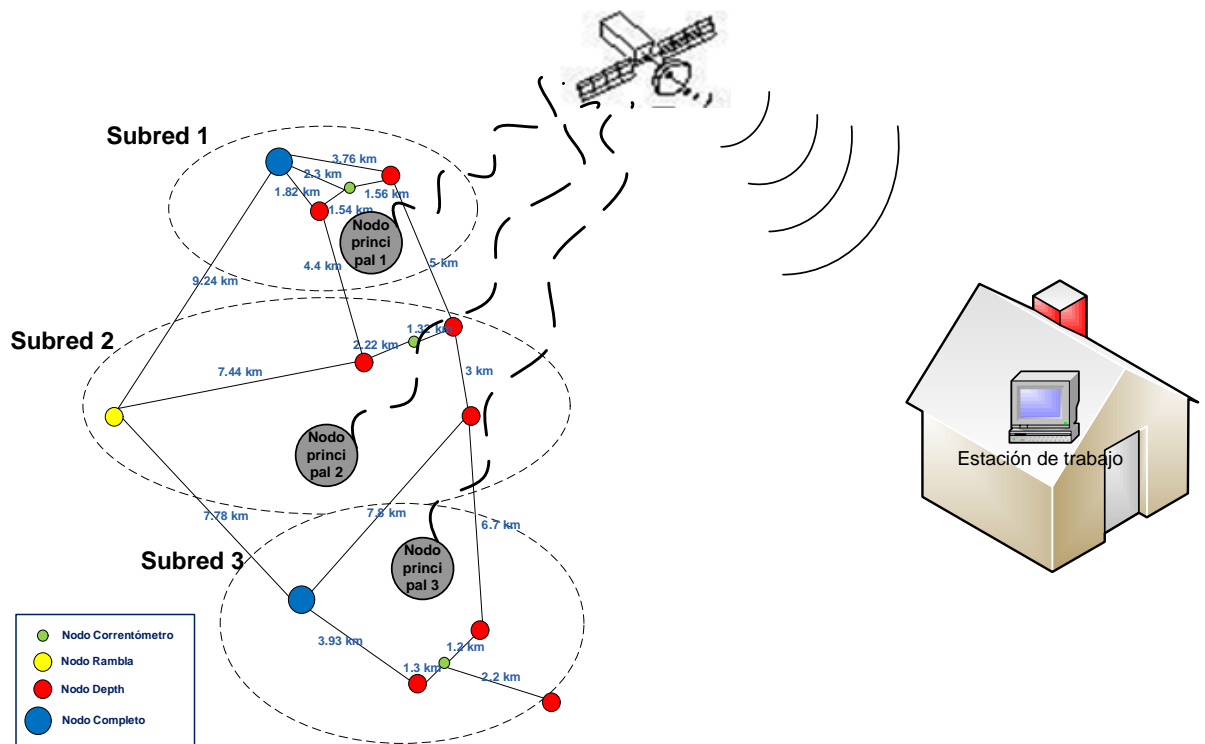 Subred 1
3.76 km
2.3 km
1.82 km
1.56 km
1.54 km
Nodo
princi
pal 1
4.4 km
5 km
9.24 km
Subred 2
1.32 km
2.22 km
7.44 km
3 km
Nodo
princi
pal 2
Estación de trabajo
7.78 km
7.8 km
6.7 km
Subred 3
Nodo
princi
pal 3
3.93 km
1.2 km
1.3 km
2.2 km
Nodo Correntómetro
Nodo Rambla
Nodo Depth
Nodo Completo